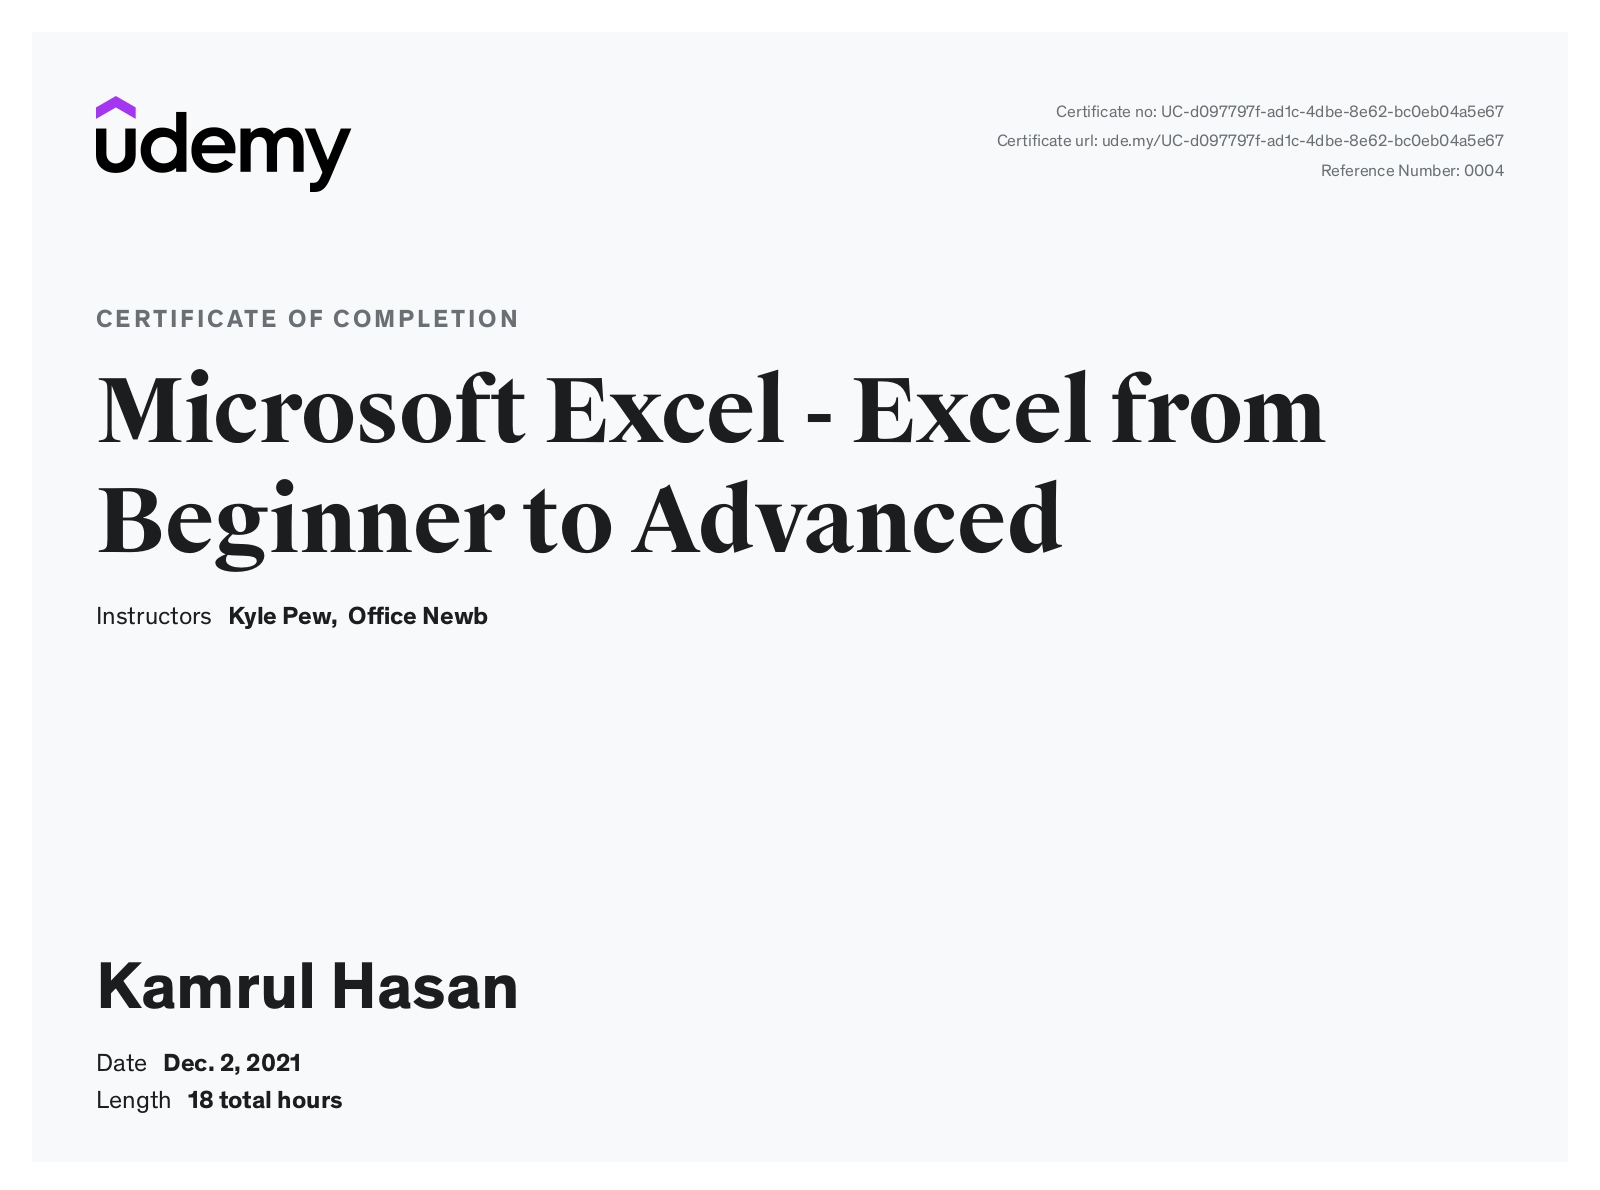 udemy
Certificate no: UC-d097797f-ad1c-4dbe-8e62-bc0eb04a5e67
Certificate url: ude.my/UC-d097797f-ad1c-4dbe-8e62-bc0eb04a5e67
Reference Number: 0004
CERTIFICATE OF COMPLETION
Microsoft Excel - Excel from
Beginner to Advanced
Instructors Kyle Pew, Office Newb
Kamrul Hasan
Date Dec. 2, 2021
Length 18 total hours